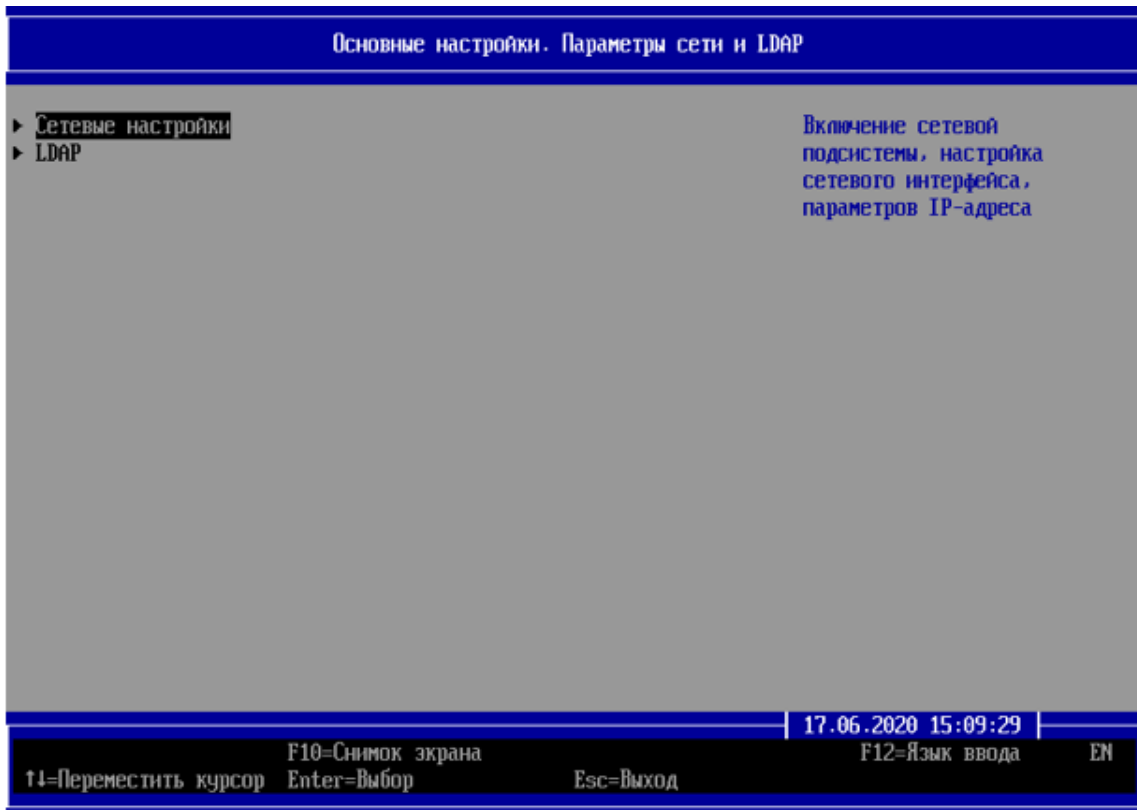 Основные настройки. Параметры сети и LDAP
▶ Сетевые настройки
▶ LDAP
Включение сетевой
подсистемы, настройка
сетевого интерфейса,
параметров IP-адреса
17.06.2020 15:09:29
F10=Снимок экрана F12=Язык ввода EN
↑↓=Переместить курсор Enter=Выбор Esc=Выход